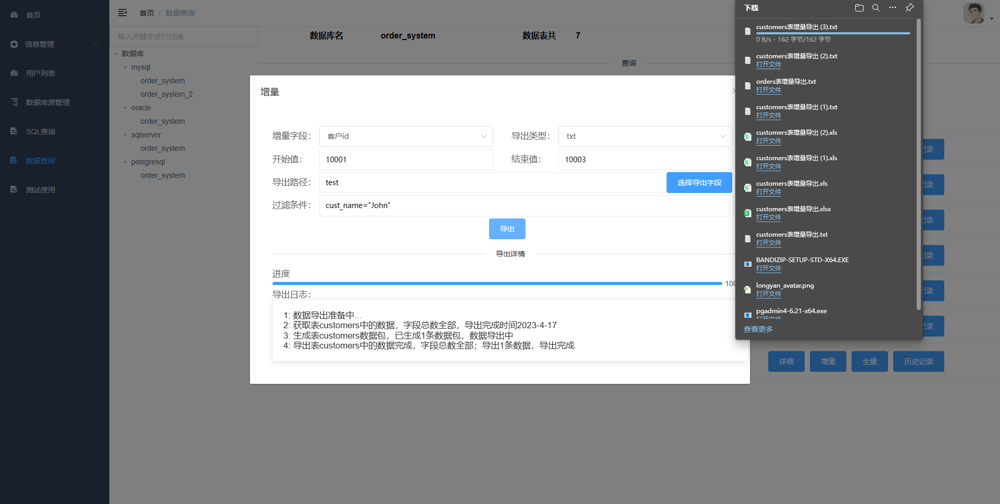 首页
信息管理
用户列表
数据库源管理
SQL查询
数据查询
测试使用
首页 / 数据查询
输入关键字进行过滤
数据库
mysql
order_system
order_system_2
oracle
order_system
sqlserver
order_system
postgresql
order_system
数据库名 order_system 数据表共 7
查询
增量
增量字段： 客户id 导出类型： txt
开始值： 10001 结束值： 10003
导出路径： test 选择导出字段
过滤条件： cust_name="John"
导出
导出详情
进度
100
导出日志：
1: 数据导出准备中...
2: 获取表customers中的数据，字段总数全部，导出完成时间2023-4-17
3: 生成表customers数据包，已生成1条数据包，数据导出中
4: 导出表customers中的数据完成，字段总数全部；导出1条数据，导出完成
下载
customers表增量导出 (3).txt
0 B/s - 162 字节/162 字节
customers表增量导出 (2).txt
打开文件
orders表增量导出.txt
打开文件
customers表增量导出 (1).txt
打开文件
customers表增量导出 (2).xls
打开文件
customers表增量导出 (1).xls
打开文件
customers表增量导出.xls
打开文件
customers表增量导出.xlsx
打开文件
customers表增量导出.txt
打开文件
BANDIZIP-SETUP-STD-X64.EXE
打开文件
longyan_avatar.png
打开文件
pgadmin4-6.21-x64.exe
打开文件
查看更多
记录
记录
记录
记录
记录
记录
详细 增量 全量 历史记录